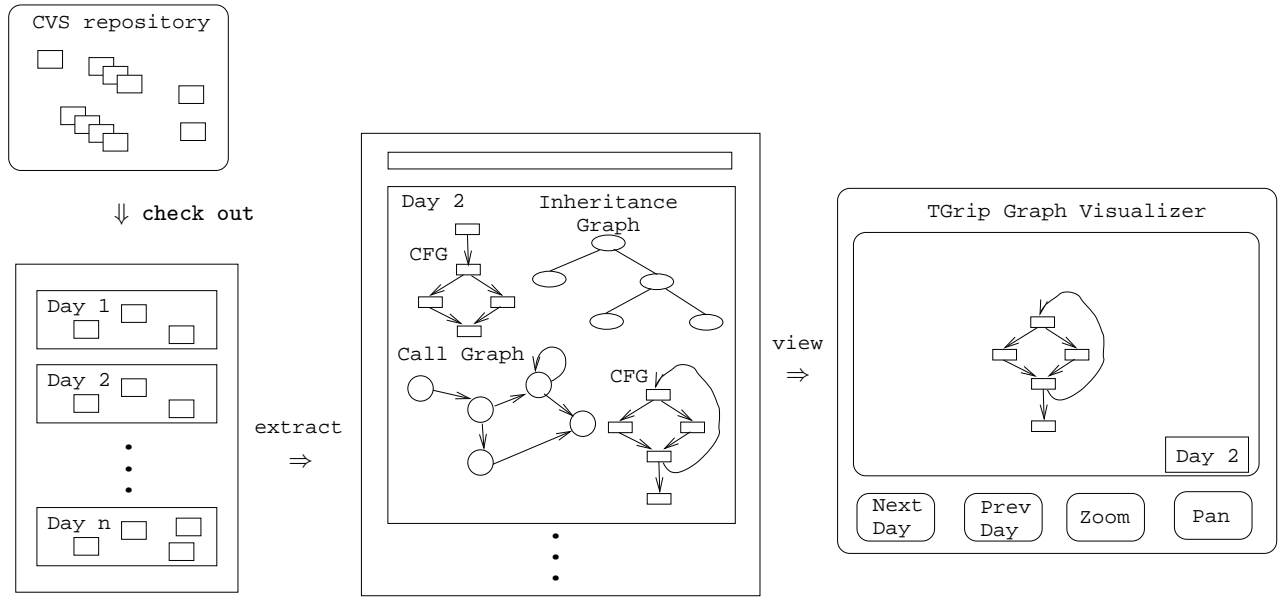 CVS repository
⇓ check out
Day 1
Day 2
Day n
extract
⇒
Day 2
Inheritance
Graph
CFG
Call Graph
CFG
view
⇒
TGrip Graph Visualizer
Day 2
Next
Day
Prev
Day
Zoom
Pan